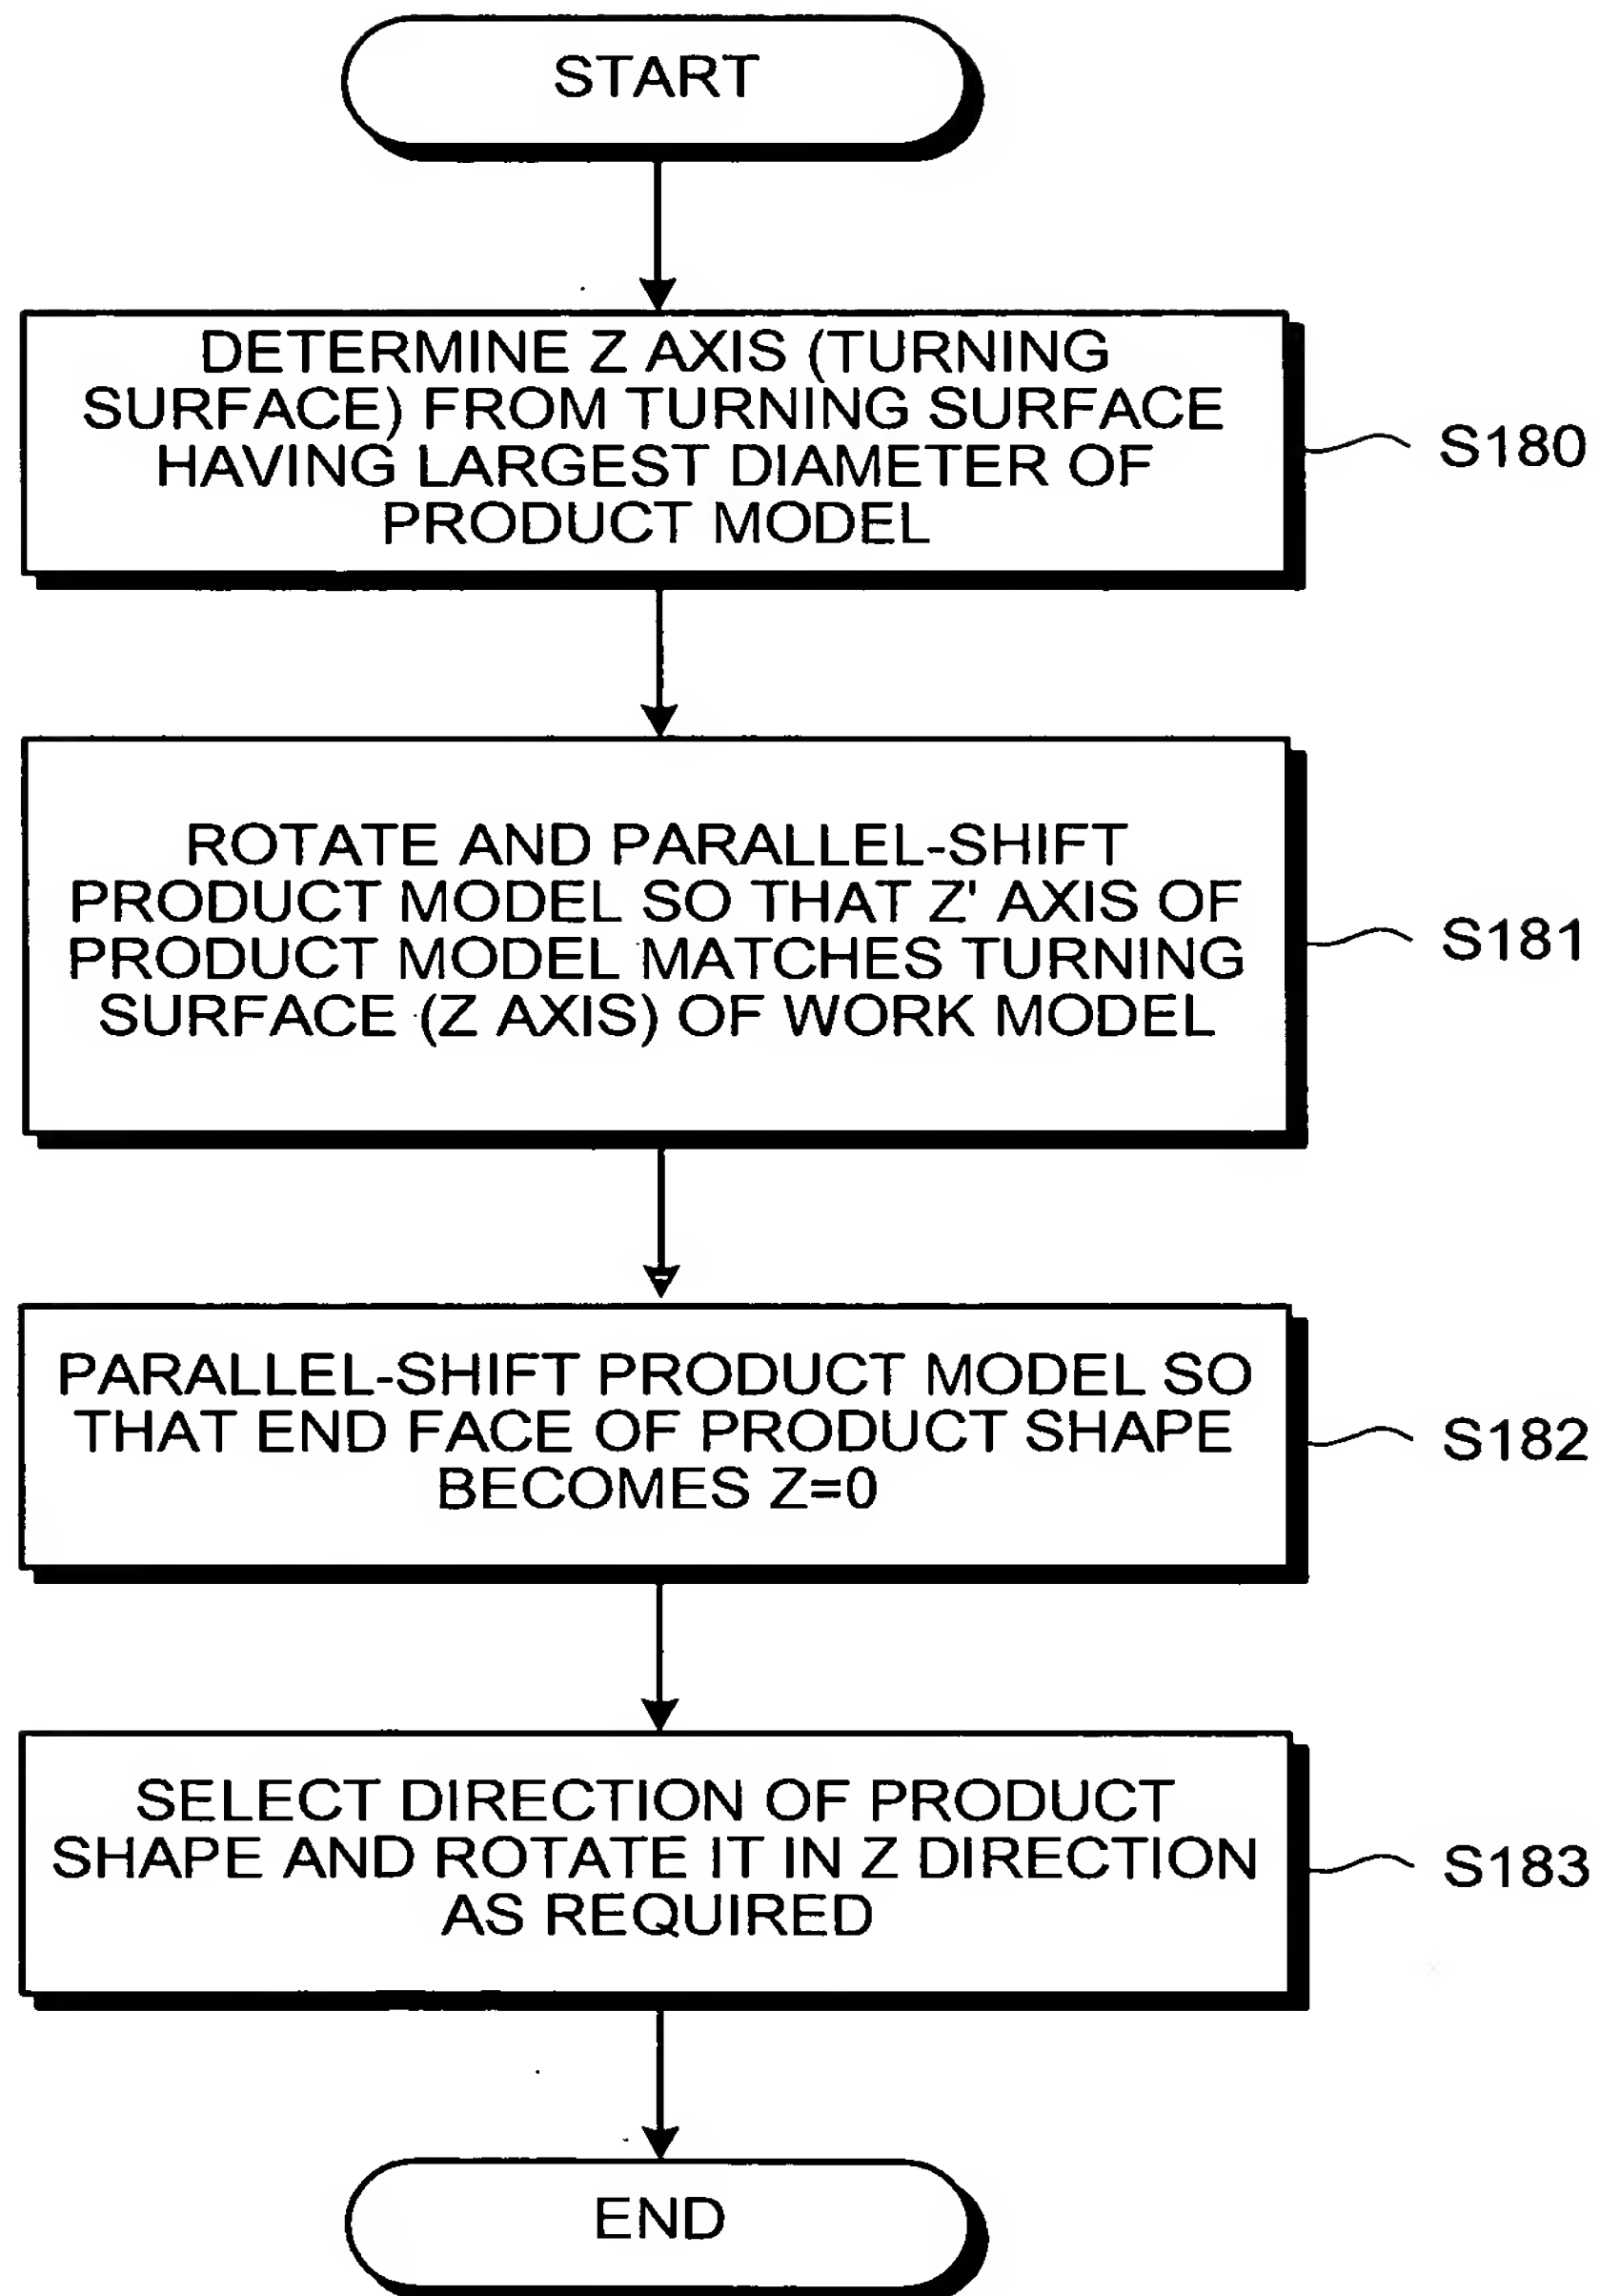 START
DETERMINE Z AXIS (TURNING
SURFACE) FROM TURNING SURFACE
HAVING LARGEST DIAMETER OF
PRODUCT MODEL
S180
ROTATE AND PARALLEL-SHIFT
PRODUCT MODEL SO THAT Z' AXIS OF
PRODUCT MODEL MATCHES TURNING
SURFACE (Z AXIS) OF WORK MODEL
S181
PARALLEL-SHIFT PRODUCT MODEL SO
THAT END FACE OF PRODUCT SHAPE
BECOMES Z=0
S182
SELECT DIRECTION OF PRODUCT
SHAPE AND ROTATE IT IN Z DIRECTION
AS REQUIRED
S183
END